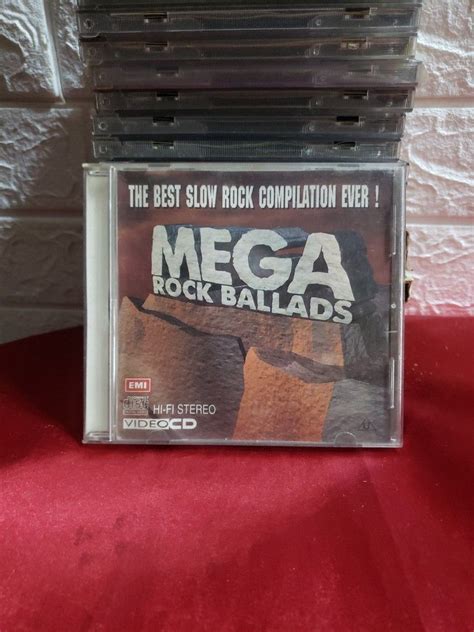 THE BEST SLOW ROCK COMPILATION EVER !
MEGA
ROCK BALLADS
EMI
HI-FI STEREO
VIDEO CD